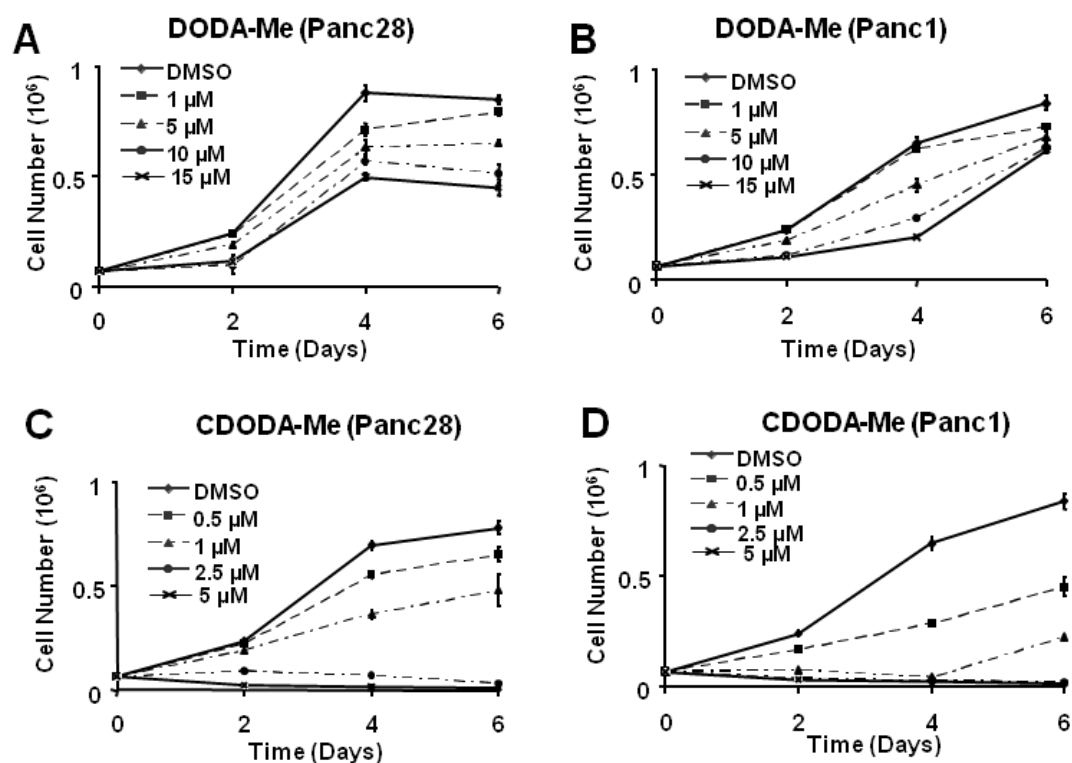 A
DODA-Me (Panc28)
DMSO
1 µM
5 µM
10 µM
15 µM
1
0.5
0
Cell Number (10⁶)
0 2 4 6
Time (Days)
B
DODA-Me (Panc1)
DMSO
1 µM
5 µM
10 µM
15 µM
1
0.5
0
Cell Number (10⁶)
0 2 4 6
Time (Days)
C
CDODA-Me (Panc28)
DMSO
0.5 µM
1 µM
2.5 µM
5 µM
1
0.5
0
Cell Number (10⁶)
0 2 4 6
Time (Days)
D
CDODA-Me (Panc1)
DMSO
0.5 µM
1 µM
2.5 µM
5 µM
1
0.5
0
Cell Number (10⁶)
0 2 4 6
Time (Days)